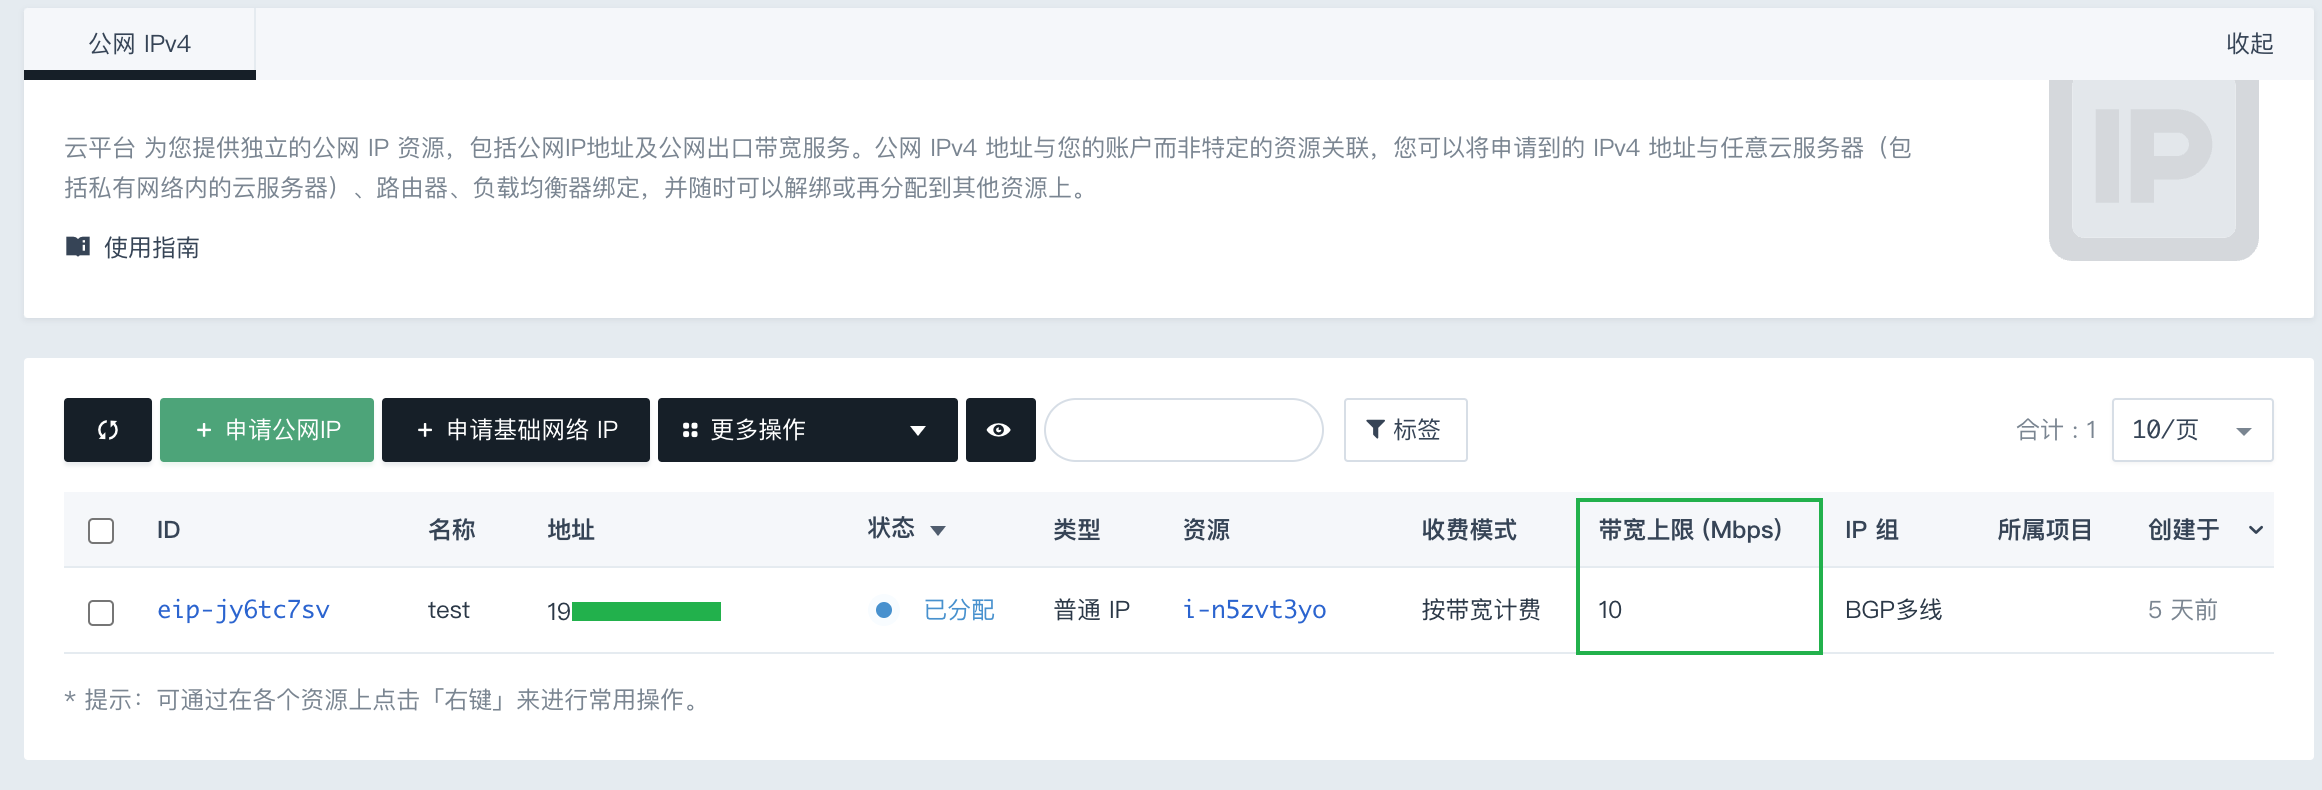 公网 IPv4
收起
云平台 为您提供独立的公网 IP 资源，包括公网IP地址及公网出口带宽服务。公网 IPv4 地址与您的账户而非特定的资源关联，您可以将申请到的 IPv4 地址与任意云服务器（包
括私有网络内的云服务器）、路由器、负载均衡器绑定，并随时可以解绑或再分配到其他资源上。
IP
使用指南
+ 申请公网IP
+ 申请基础网络 IP
更多操作
标签
合计 : 1
10/页
ID 名称 地址 状态 类型 资源 收费模式 带宽上限 (Mbps) IP 组 所属项目 创建于
eip-jy6tc7sv test 19 已分配 普通 IP i-n5zvt3yo 按带宽计费 10 BGP多线 5 天前
* 提示：可通过在各个资源上点击「右键」来进行常用操作。